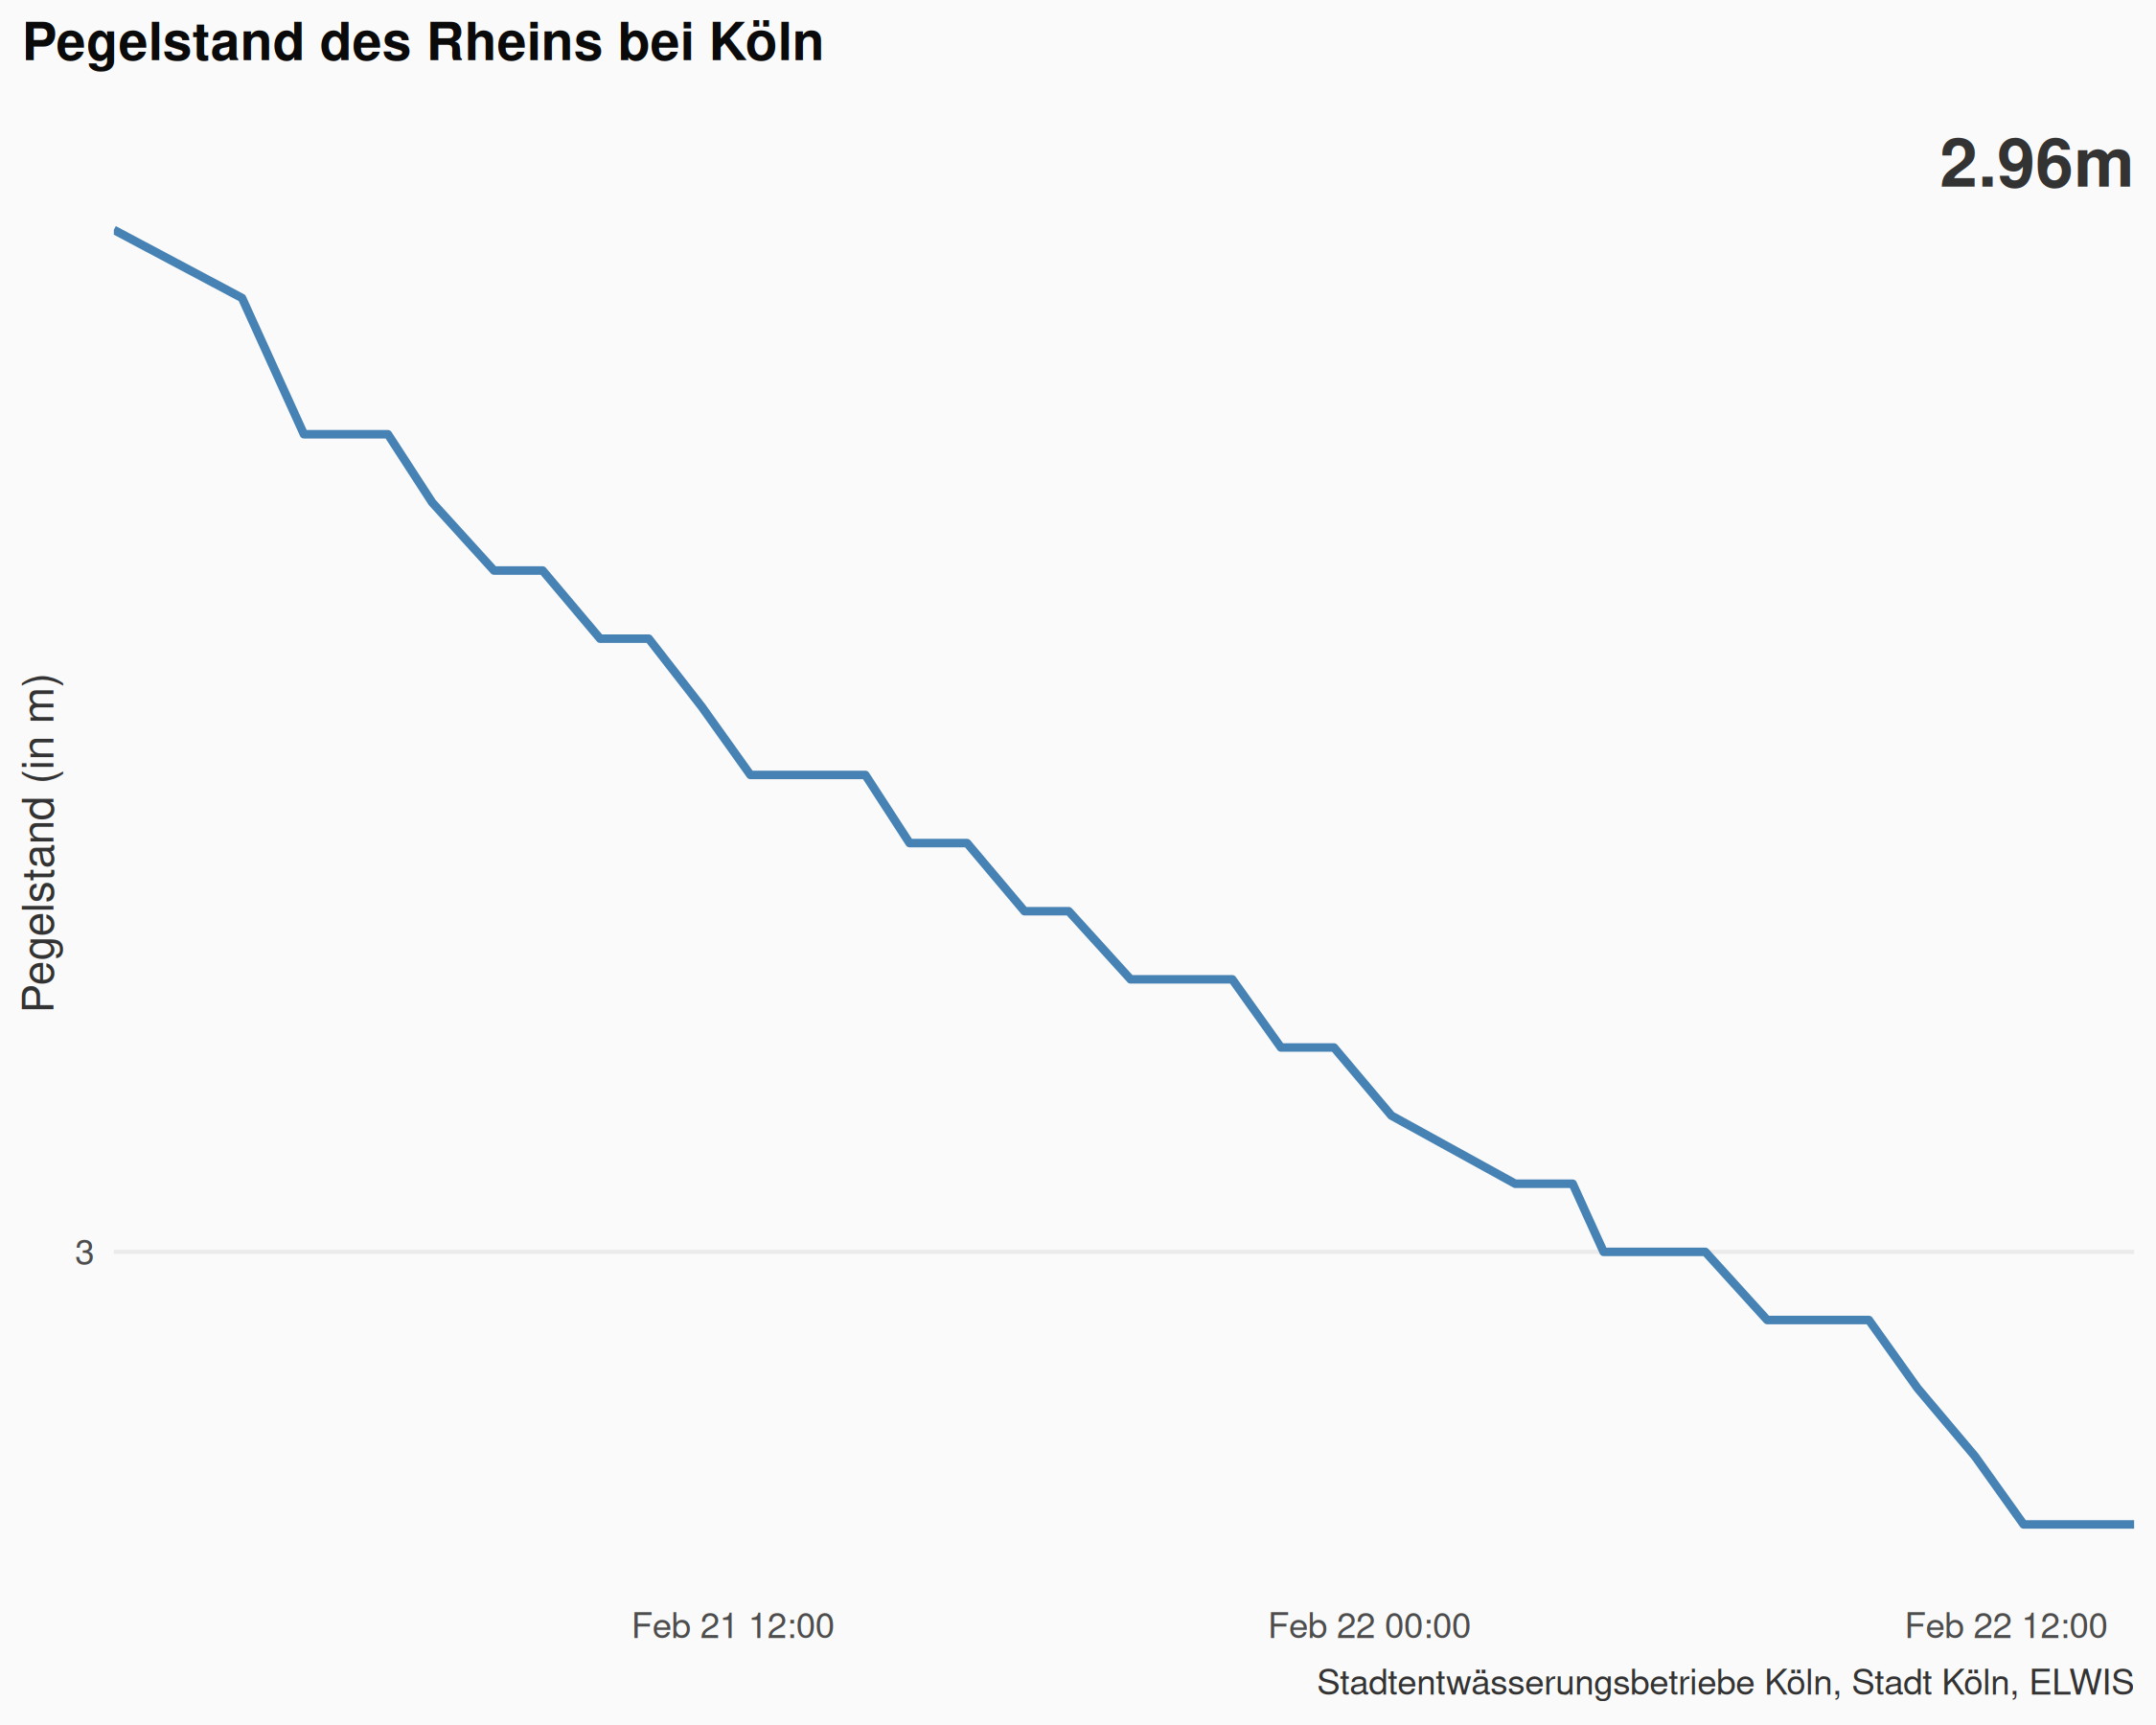 Pegelstand des Rheins bei Köln
2.96m
Pegelstand (in m)
3
Feb 21 12:00
Feb 22 00:00
Feb 22 12:00
Stadtentwässerungsbetriebe Köln, Stadt Köln, ELWIS